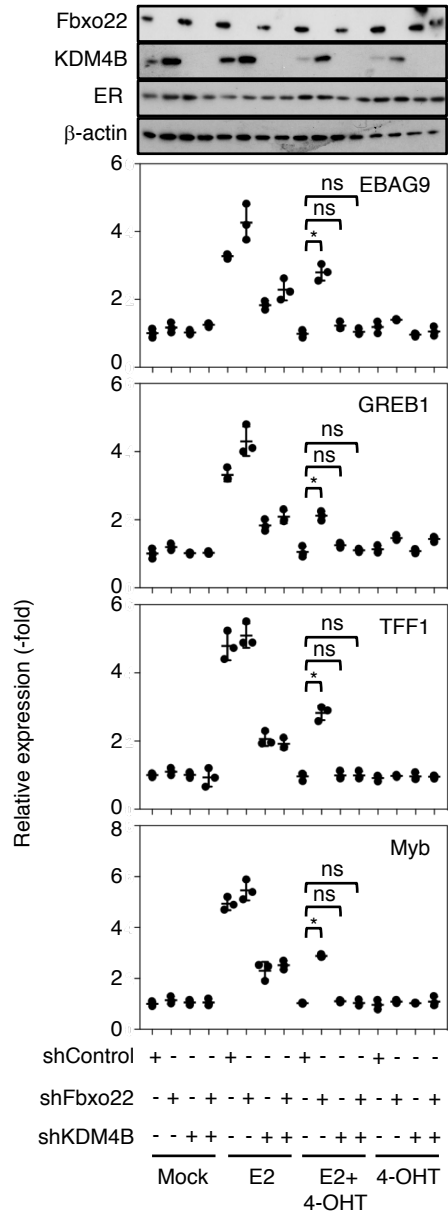 Fbxo22
KDM4B
ER
β-actin
6
EBAG9
ns
ns
*
4
2
0
6
GREB1
ns
ns
*
4
2
0
6
TFF1
ns
ns
*
4
2
0
8
Myb
ns
ns
*
6
4
2
0
Relative expression (-fold)
shControl + - - - + - - - + - - - + - - -
shFbxo22 - + - + - + - + - + - + - + - +
shKDM4B - - + + - - + + - - + + - - + +
Mock E2 E2+ 4-OHT
4-OHT